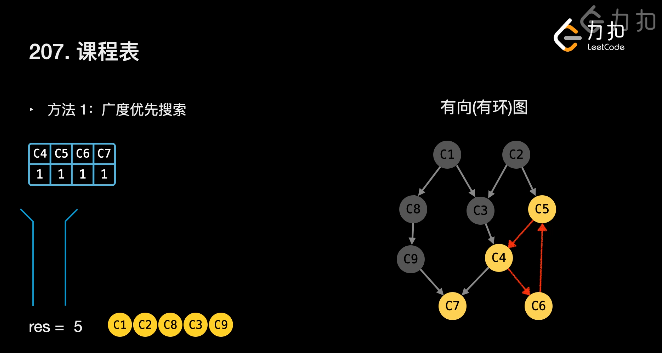 力扣
力扣
LeetCode
207. 课程表
‣ 方法 1：广度优先搜索
有向(有环)图
C4 C5 C6 C7
1 1 1 1
C1 C2
C8 C3 C5
C9 C4
C7 C6
res = 5 C1 C2 C8 C3 C9